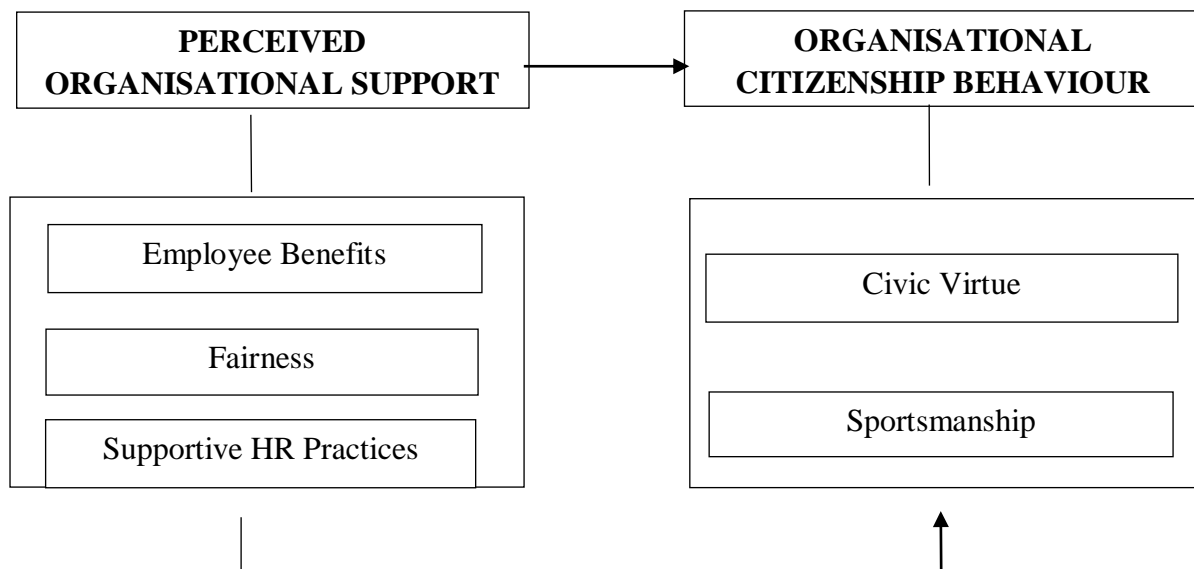 PERCEIVED
ORGANISATIONAL SUPPORT
ORGANISATIONAL
CITIZENSHIP BEHAVIOUR
Employee Benefits
Fairness
Supportive HR Practices
Civic Virtue
Sportsmanship